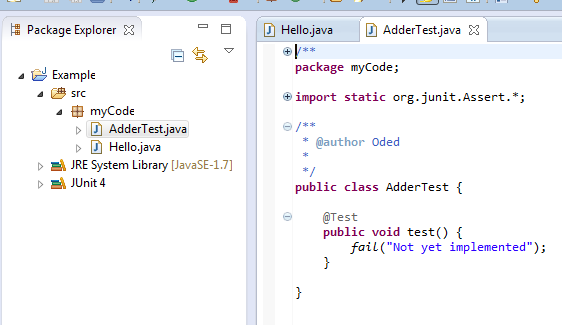 Package Explorer
Example
src
myCode
AdderTest.java
Hello.java
JRE System Library [JavaSE-1.7]
JUnit 4
Hello.java
AdderTest.java
/**
package myCode;
import static org.junit.Assert.*;
/**
* @author Oded
*
*/
public class AdderTest {
@Test
public void test() {
fail("Not yet implemented");
}
}